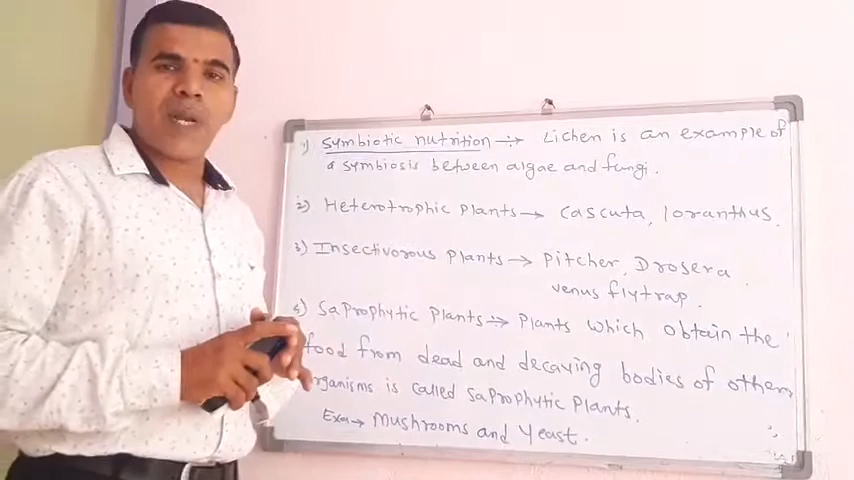 1) Symbiotic nutrition :→ Lichen is an example of
a symbiosis between algae and fungi.
2) Heterotrophic plants → Cascuta, loranthus.
3) Insectivorous plants → Pitcher, Drosera
venus flytrap.
4) Saprophytic plants :→ Plants which obtain the
food from dead and decaying bodies of other
organisms is called saprophytic plants.
Exa → Mushrooms and Yeast.